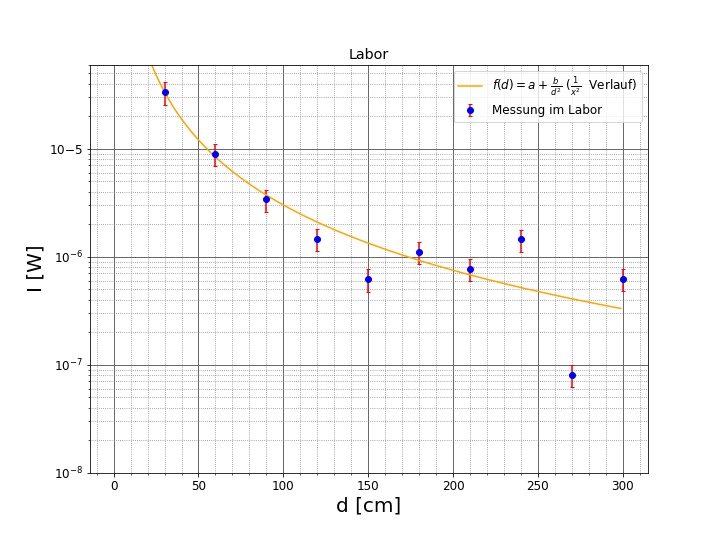 Labor
f(d) = a + b/d² (1/x² Verlauf)
Messung im Labor
I [W]
10⁻⁵
10⁻⁶
10⁻⁷
10⁻⁸
0 50 100 150 200 250 300
d [cm]